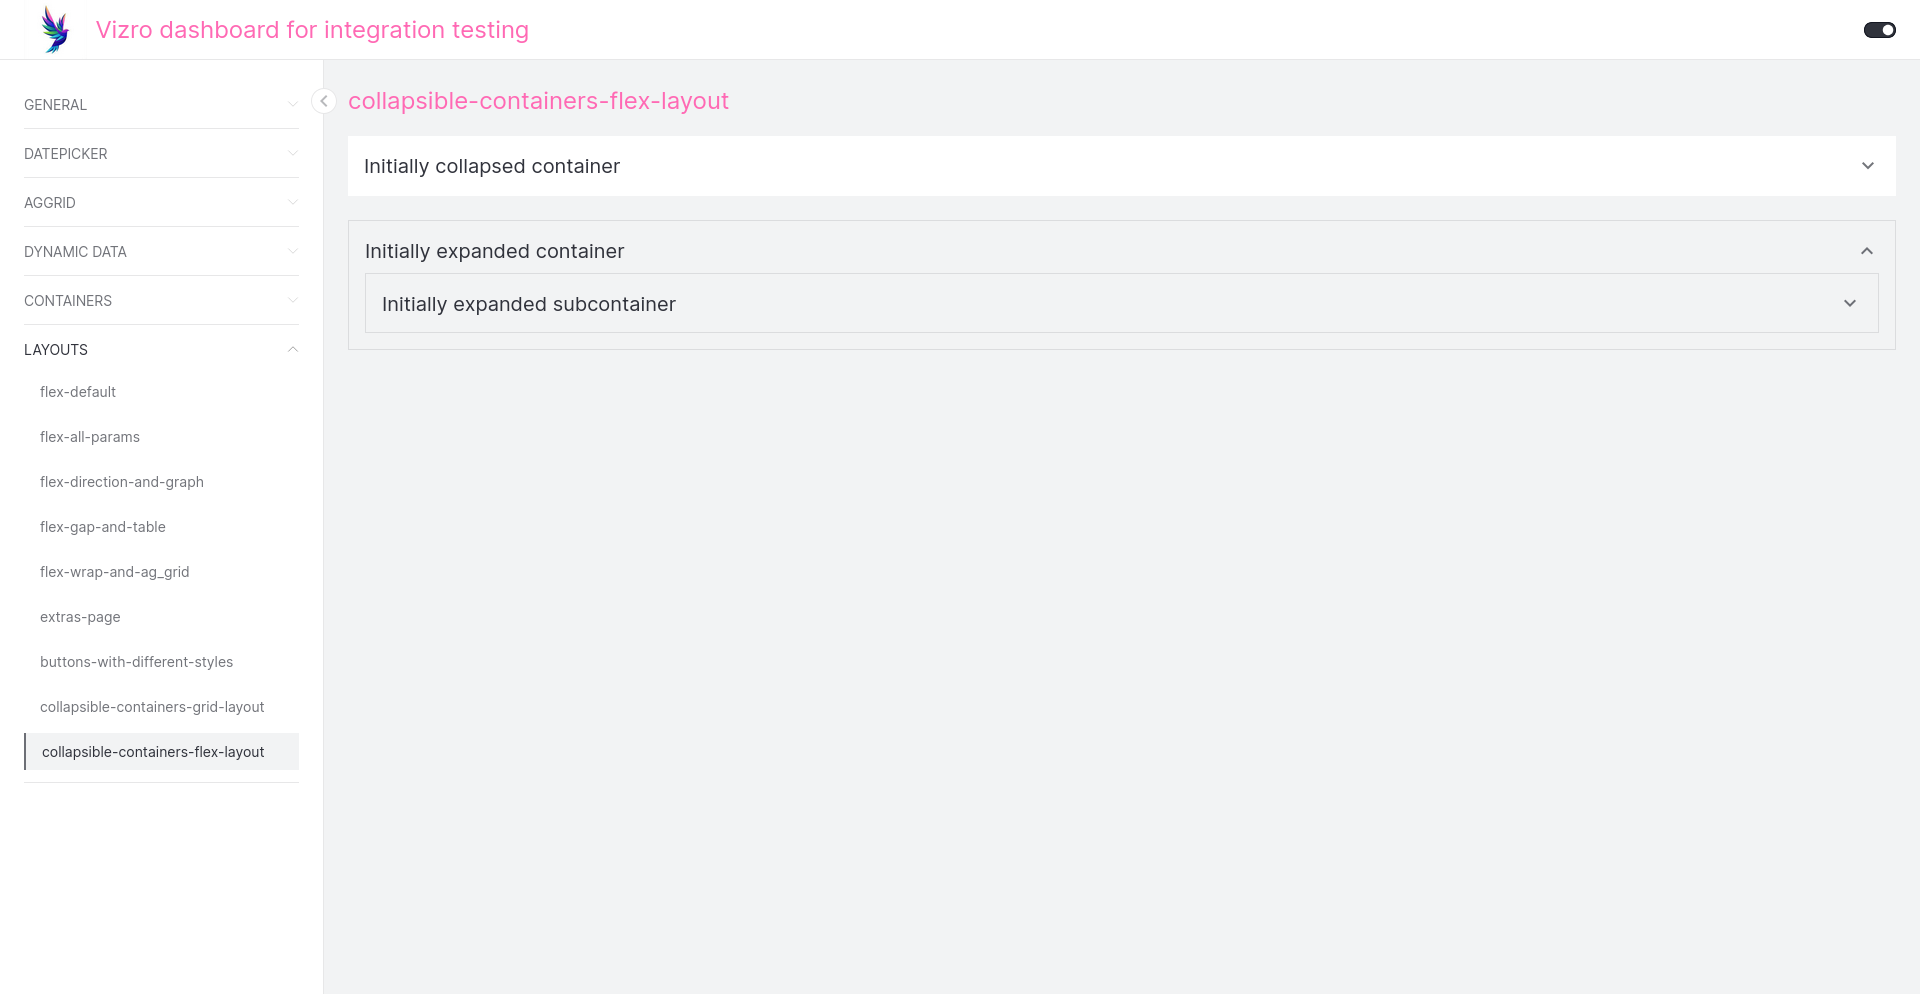 Vizro dashboard for integration testing
GENERAL
DATEPICKER
AGGRID
DYNAMIC DATA
CONTAINERS
LAYOUTS
flex-default
flex-all-params
flex-direction-and-graph
flex-gap-and-table
flex-wrap-and-ag_grid
extras-page
buttons-with-different-styles
collapsible-containers-grid-layout
collapsible-containers-flex-layout
collapsible-containers-flex-layout
Initially collapsed container
Initially expanded container
Initially expanded subcontainer